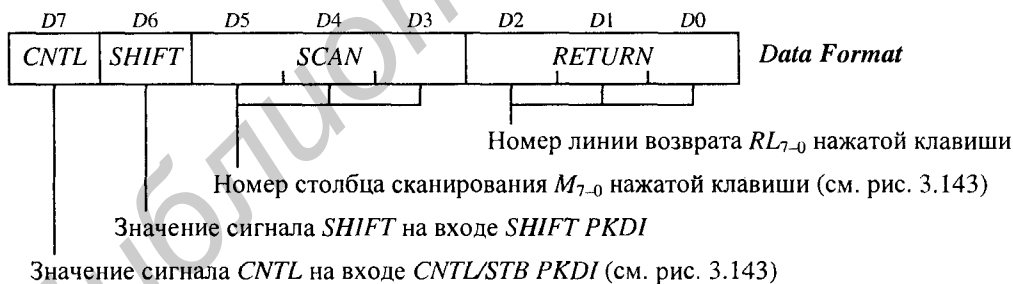 D7 D6 D5 D4 D3 D2 D1 D0
CNTL SHIFT SCAN RETURN Data Format
Номер линии возврата RL7–0 нажатой клавиши
Номер столбца сканирования M7–0 нажатой клавиши (см. рис. 3.143)
Значение сигнала SHIFT на входе SHIFT PKDI
Значение сигнала CNTL на входе CNTL/STB PKDI (см. рис. 3.143)